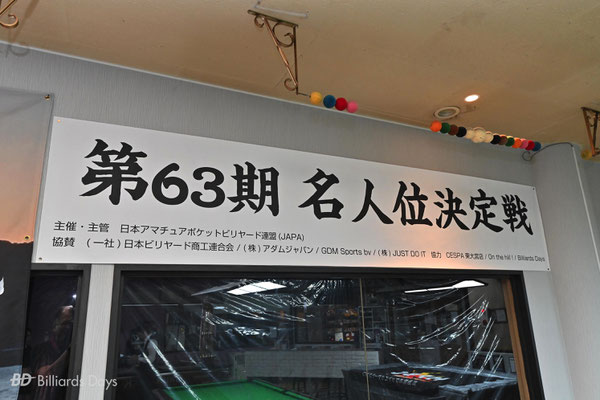 第63期 名人位決定戦
主催・主管 日本アマチュアポケットビリヤード連盟(JAPA)
協賛 (一社)日本ビリヤード商工連合会 / (株)アダムジャパン / GDM Sports bv / (株) JUST DO IT 協力 CESPA 東大宮店 / On the hill ! / Billiards Days
BD Billiards Days